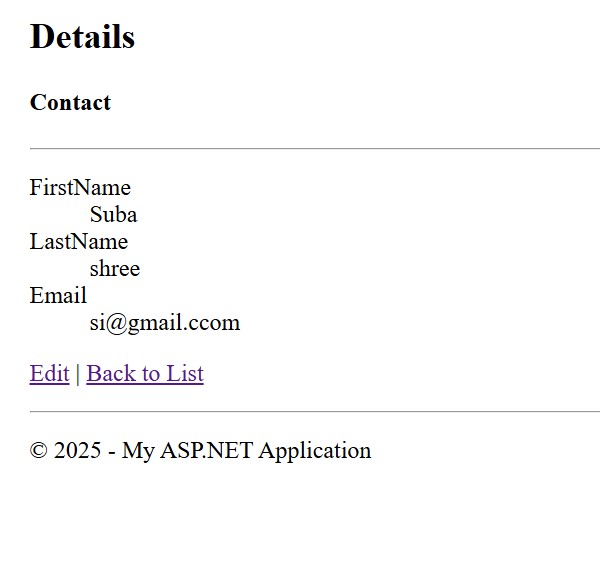 Details
Contact
FirstName
Suba
LastName
shree
Email
si@gmail.ccom
Edit | Back to List
© 2025 - My ASP.NET Application